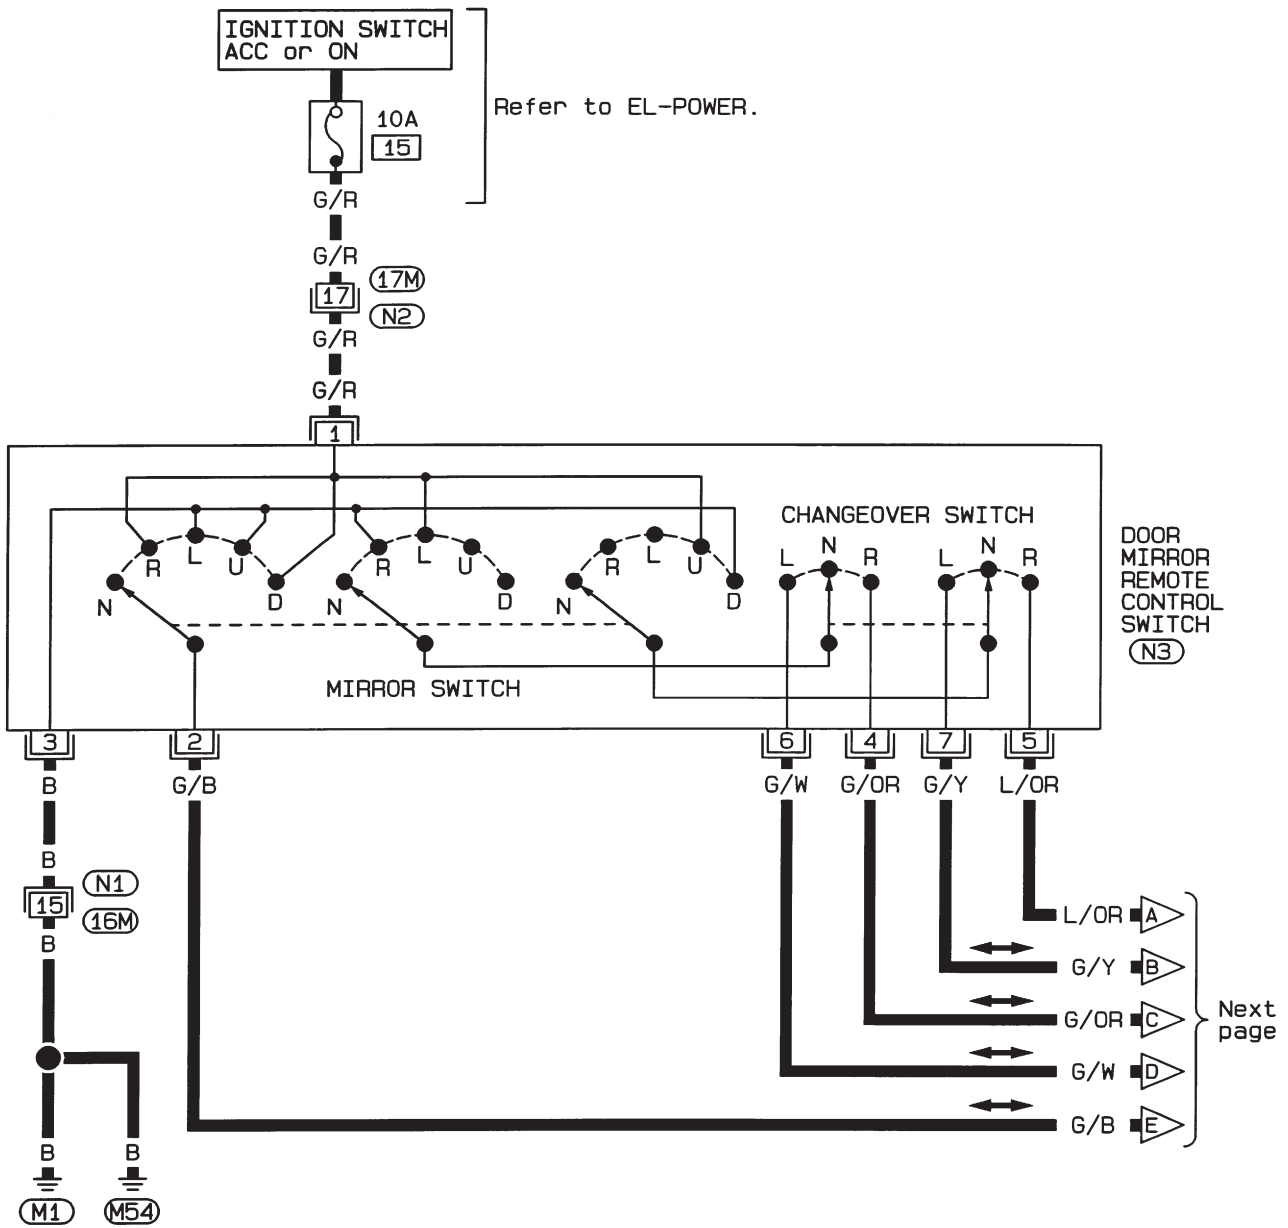 IGNITION SWITCH
ACC or ON
Refer to EL-POWER.
10A
15
G/R
G/R
17M
17
N2
G/R
G/R
1
CHANGEOVER SWITCH
R L U
N D
R L U
N D
R L U
N D
L N R
L N R
DOOR
MIRROR
REMOTE
CONTROL
SWITCH
N3
MIRROR SWITCH
3 2 6 4 7 5
B G/B G/W G/OR G/Y L/OR
B
N1
15
16M
B
L/OR A
G/Y B
G/OR C
G/W D
G/B E
Next
page
B B
M1 M54